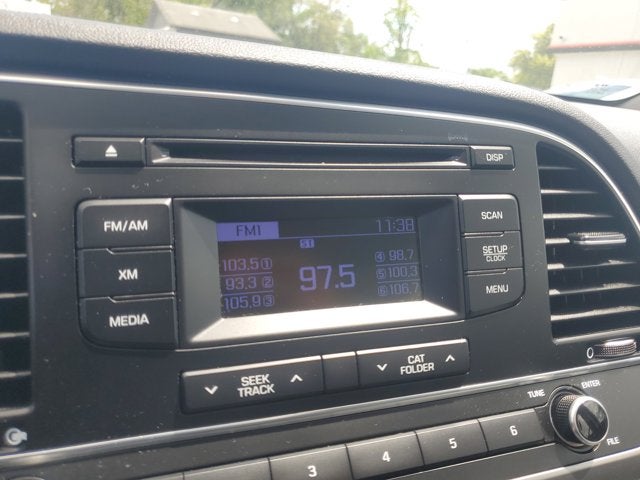 DISP
FM/AM
XM
MEDIA
FM1
11:38
ST
103.5 1
93.3 2
105.9 3
97.5
4 98.7
5 100.3
6 106.7
SCAN
SETUP
CLOCK
MENU
SEEK
TRACK
CAT
FOLDER
TUNE
ENTER
FILE
3
4
5
6